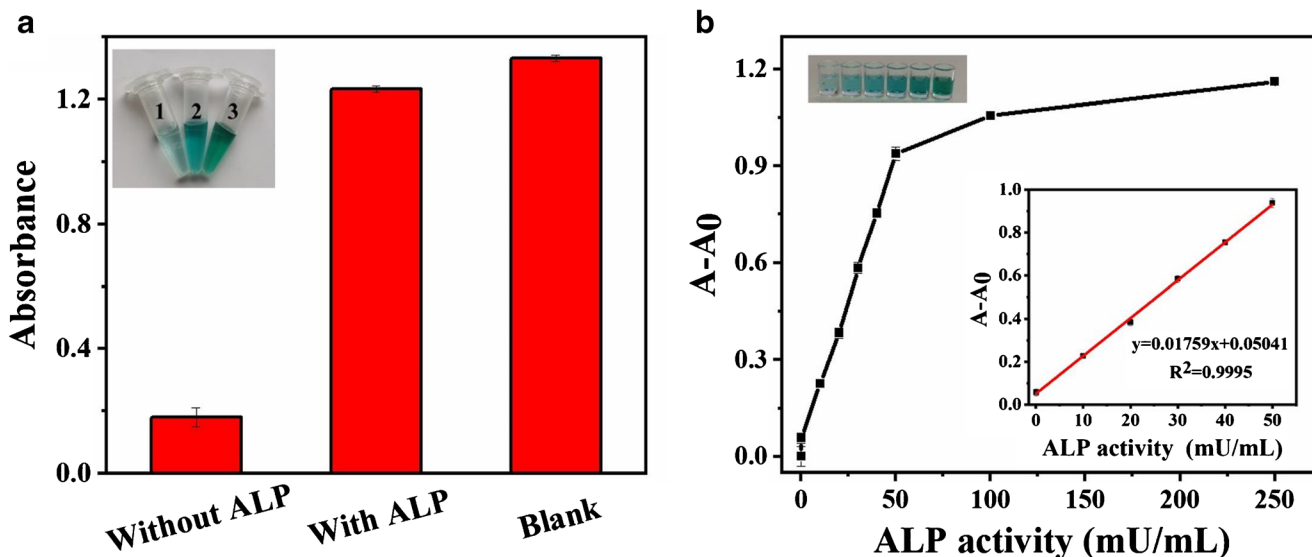 a
Absorbance
1.2
0.8
0.4
0.0
1 2 3
Without ALP
With ALP
Blank
b
A-A0
1.2
0.9
0.6
0.3
0.0
0 50 100 150 200 250
ALP activity (mU/mL)
A-A0
1.0
0.8
0.6
0.4
0.2
0.0
y=0.01759x+0.05041
R²=0.9995
0 10 20 30 40 50
ALP activity (mU/mL)